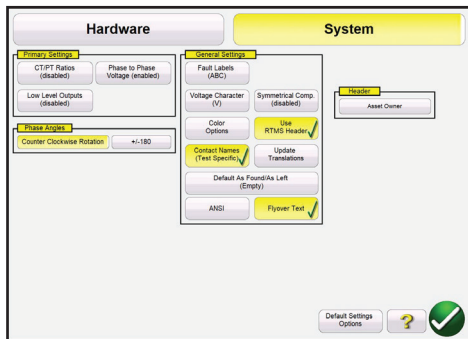 Hardware
System
Primary Settings
CT/PT Ratios
(disabled)
Phase to Phase
Voltage (enabled)
Low Level Outputs
(disabled)
Phase Angles
Counter Clockwise Rotation
+/-180
General Settings
Fault Labels
(ABC)
Voltage Character
(V)
Symmetrical Comp.
(disabled)
Color
Options
Use
RTMS Header
Contact Names
(Test Specific)
Update
Translations
Default As Found/As Left
(Empty)
ANSI
Flyover Text
Header
Asset Owner
Default Settings
Options
?